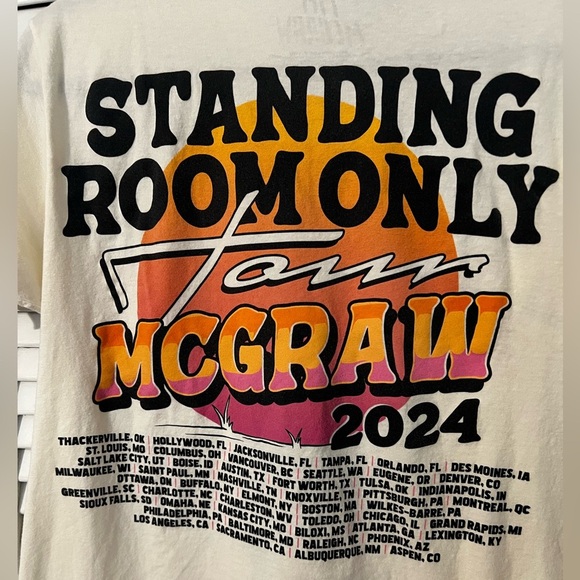 STANDING
ROOM ONLY
Tour
MCGRAW
2024
THACKERVILLE, OK | HOLLYWOOD, FL | JACKSONVILLE, FL | TAMPA, FL | ORLANDO, FL | DES MOINES, IA
ST. LOUIS, MO | COLUMBUS, OH | VANCOUVER, BC | SEATTLE, WA | EUGENE, OR | DENVER, CO
SALT LAKE CITY, UT | BOISE, ID | AUSTIN, TX | FORT WORTH, TX | TULSA, OK | INDIANAPOLIS, IN
MILWAUKEE, WI | SAINT PAUL, MN | NASHVILLE, TN | KNOXVILLE, TN | PITTSBURGH, PA | MONTREAL, QC
OTTAWA, ON | BUFFALO, NY | ELMONT, NY | BOSTON, MA | WILKES-BARRE, PA
GREENVILLE, SC | CHARLOTTE, NC | CHARLESTON, WV | TOLEDO, OH | CHICAGO, IL | GRAND RAPIDS, MI
SIOUX FALLS, SD | OMAHA, NE | KANSAS CITY, MO | BILOXI, MS | ATLANTA, GA | LEXINGTON, KY
PHILADELPHIA, PA | BALTIMORE, MD | RALEIGH, NC | PHOENIX, AZ
LOS ANGELES, CA | SACRAMENTO, CA | ALBUQUERQUE, NM | ASPEN, CO